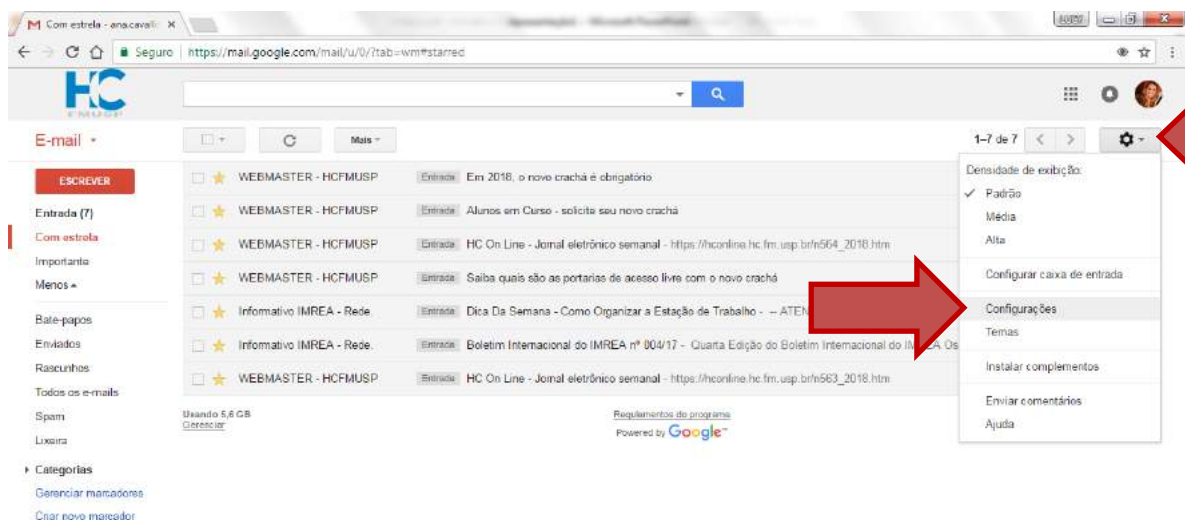 Com estrela - ana.cavalli
Seguro https://mail.google.com/mail/u/0/?tab=wm#starred
HC
FMUSP
E-mail
Mais
1–7 de 7
ESCREVER
Entrada (7)
Com estrela
Importante
Menos
Bate-papos
Enviados
Rascunhos
Todos os e-mails
Spam
Lixeira
Categorias
Gerenciar marcadores
Criar novo marcador
WEBMASTER - HCFMUSP Entrada Em 2018, o novo crachá é obrigatório
WEBMASTER - HCFMUSP Entrada Alunos em Curso - solicite seu novo crachá
WEBMASTER - HCFMUSP Entrada HC On Line - Jornal eletrônico semanal - https://hconline.hc.fm.usp.br/n564_2018.htm
WEBMASTER - HCFMUSP Entrada Saiba quais são as portarias de acesso livre com o novo crachá
Informativo IMREA - Rede. Entrada Dica Da Semana - Como Organizar a Estação de Trabalho - – ATEN
Informativo IMREA - Rede. Entrada Boletim Internacional do IMREA nº 004/17 - Quarta Edição do Boletim Internacional do IMREA Os
WEBMASTER - HCFMUSP Entrada HC On Line - Jornal eletrônico semanal - https://hconline.hc.fm.usp.br/n563_2018.htm
Usando 5,6 GB
Gerenciar
Regulamentos do programa
Powered by Google™
Densidade de exibição:
Padrão
Média
Alta
Configurar caixa de entrada
Configurações
Temas
Instalar complementos
Enviar comentários
Ajuda